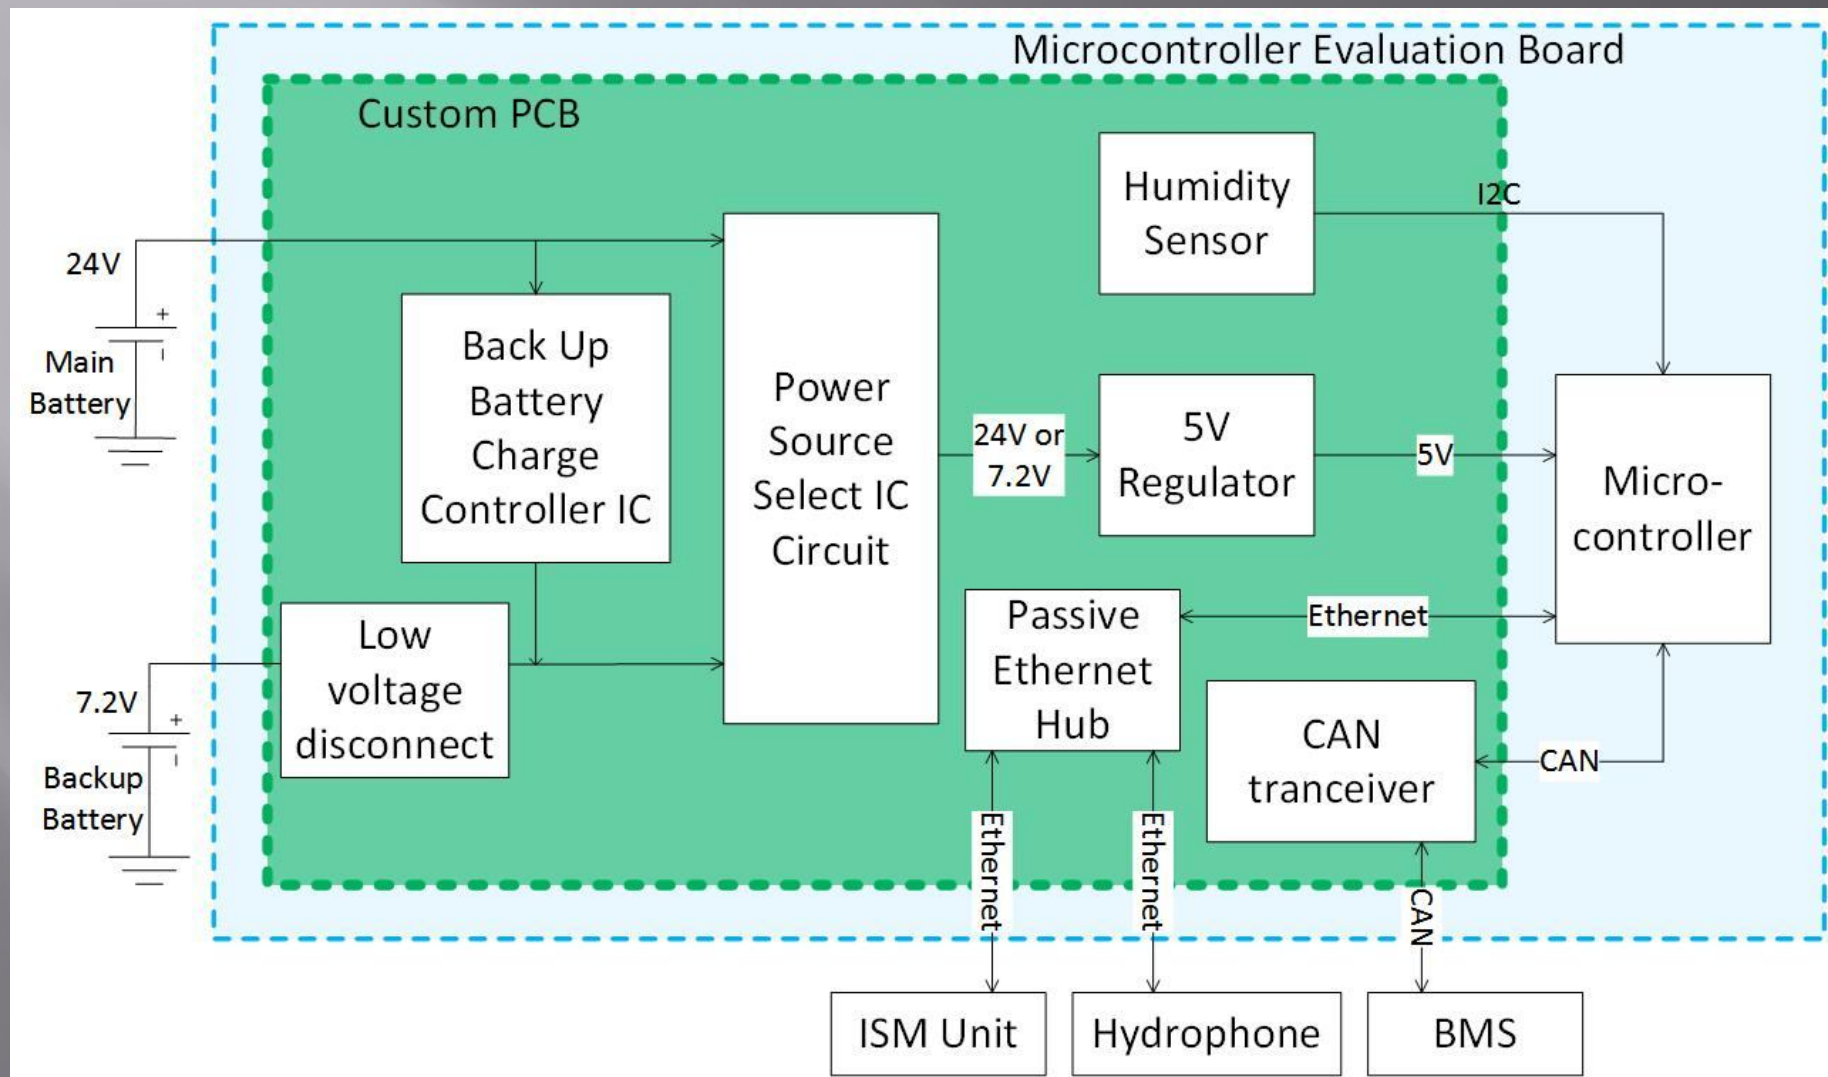 Microcontroller Evaluation Board
Custom PCB
Humidity
Sensor
I2C
24V
+
-
Main
Battery
Back Up
Battery
Charge
Controller IC
Power
Source
Select IC
Circuit
24V or
7.2V
5V
Regulator
5V
Micro-
controller
Low
voltage
disconnect
7.2V
+
-
Backup
Battery
Passive
Ethernet
Hub
Ethernet
CAN
tranceiver
CAN
Ethernet
Ethernet
CAN
ISM Unit
Hydrophone
BMS